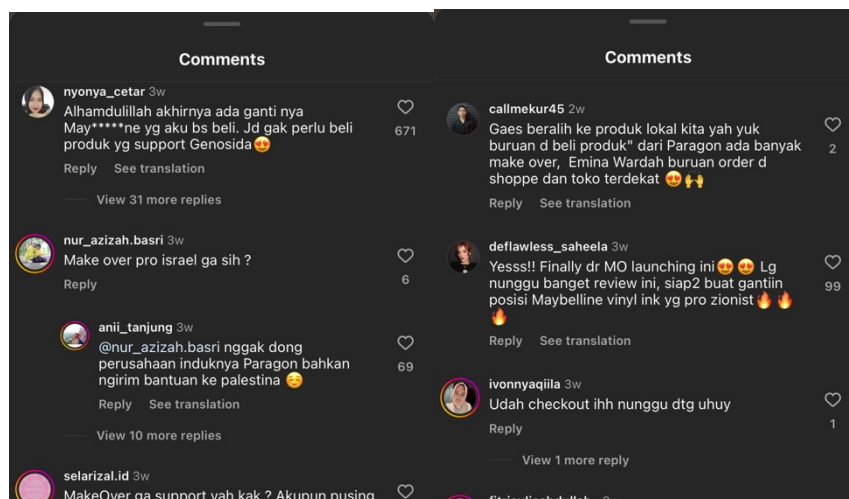 Comments
nyonya_cetar 3w
Alhamdulillah akhirnya ada ganti nya
May*****ne yg aku bs beli. Jd gak perlu beli
produk yg support Genosida😍
671
Reply See translation
View 31 more replies
nur_azizah.basri 3w
Make over pro israel ga sih ?
6
Reply
anii_tanjung 3w
@nur_azizah.basri nggak dong
perusahaan induknya Paragon bahkan
ngirim bantuan ke palestina ☺️
69
Reply See translation
View 10 more replies
selarizal.id 3w
MakeOver ga support yah kak ? Akupun pusing
Comments
callmekur45 2w
Gaes beralih ke produk lokal kita yah yuk
buruan d beli produk" dari Paragon ada banyak
make over, Emina Wardah buruan order d
shoppe dan toko terdekat 😍🙌
2
Reply See translation
deflawless_saheela 3w
Yesss!! Finally dr MO launching ini😍😍 Lg
nunggu banget review ini, siap2 buat gantiin
posisi Maybelline vinyl ink yg pro zionist🔥🔥
🔥
99
Reply See translation
ivonnyaqiila 3w
Udah checkout ihh nunggu dtg uhuy
1
Reply
View 1 more reply